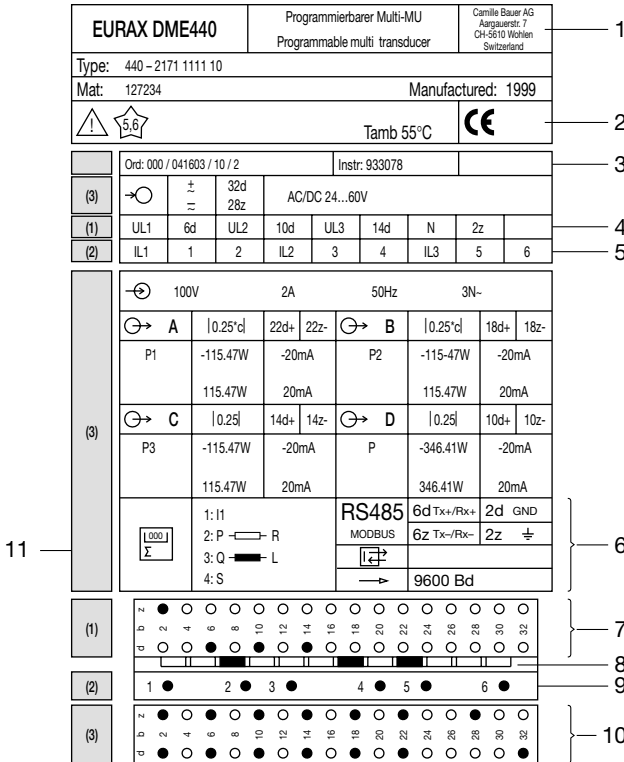 EURAX DME440
Programmierbarer Multi-MU
Programmable multi transducer
Camille Bauer AG
Aargauerstr. 7
CH-5610 Wohlen
Switzerland
1
Type: 440 – 2171 1111 10
Mat: 127234 Manufactured: 1999
5,6 Tamb 55°C CE 2
Ord: 000 / 041603 / 10 / 2 Instr: 933078 3
(3) 32d 28z AC/DC 24...60V
(1) UL1 6d UL2 10d UL3 14d N 2z 4
(2) IL1 1 2 IL2 3 4 IL3 5 6 5
100V 2A 50Hz 3N~
A |0.25*c| 22d+ 22z- B |0.25*c| 18d+ 18z-
P1 -115.47W -20mA P2 -115-47W -20mA
115.47W 20mA 115.47W 20mA
(3)
C |0.25| 14d+ 14z- D |0.25| 10d+ 10z-
P3 -115.47W -20mA P -346.41W -20mA
115.47W 20mA 346.41W 20mA
11
000
Σ
1: I1
2: P R
3: Q L
4: S
RS485 6d Tx+/Rx+ 2d GND
MODBUS 6z Tx–/Rx– 2z
9600 Bd
6
(1)
z
b 2 4 6 8 10 12 14 16 18 20 22 24 26 28 30 32
d
7
8
(2) 1 2 3 4 5 6 9
(3)
z
b 2 4 6 8 10 12 14 16 18 20 22 24 26 28 30 32
d
10